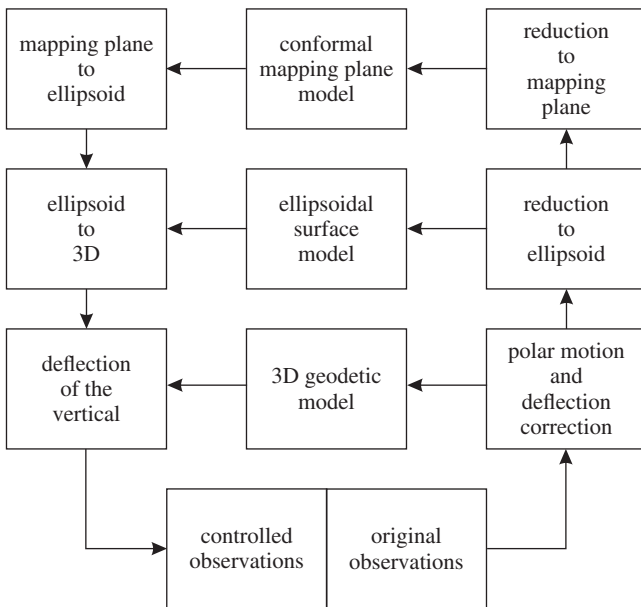 mapping plane
to
ellipsoid
conformal
mapping plane
model
reduction
to
mapping
plane
ellipsoid
to
3D
ellipsoidal
surface
model
reduction
to
ellipsoid
deflection
of the
vertical
3D geodetic
model
polar motion
and
deflection
correction
controlled
observations
original
observations